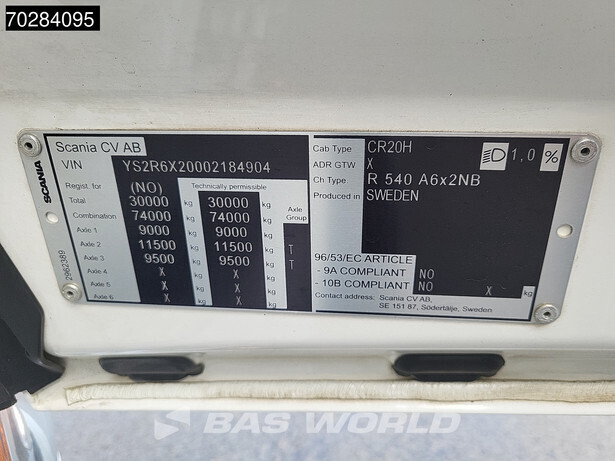 70284095
SCANIA
2962389
Scania CV AB
VIN YS2R6X20002184904
Regist. for (NO) Technically permissible
Total 30000 kg 30000 kg Axle Group
Combination 74000 kg 74000 kg
Axle 1 9000 kg 9000 kg
Axle 2 11500 kg 11500 kg T
Axle 3 9500 kg 9500 kg T
Axle 4 X kg X kg
Axle 5 X kg X kg
Axle 6 X kg X kg
Cab Type CR20H
ADR GTW X
Ch Type. R 540 A6x2NB
Produced in SWEDEN
1,0 %
96/53/EC ARTICLE
- 9A COMPLIANT NO
- 10B COMPLIANT NO X kg
Contact address: Scania CV AB,
SE 151 87, Södertälje, Sweden
BAS WORLD